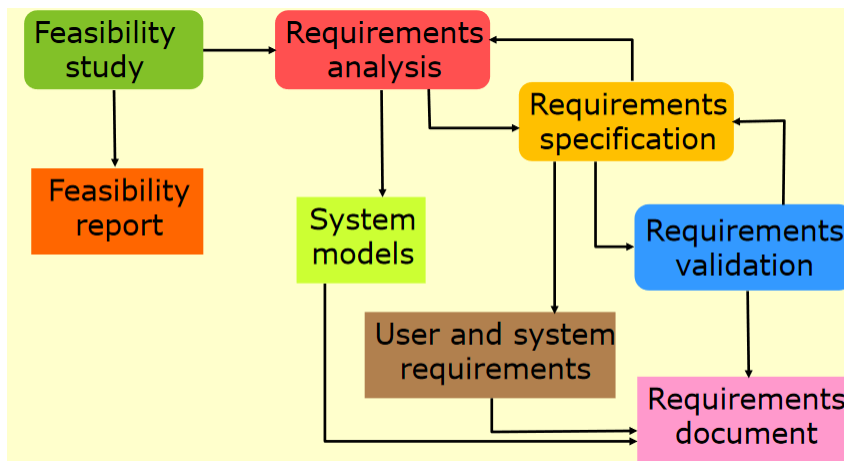 Feasibility
study
Requirements
analysis
Requirements
specification
Feasibility
report
System
models
Requirements
validation
User and system
requirements
Requirements
document